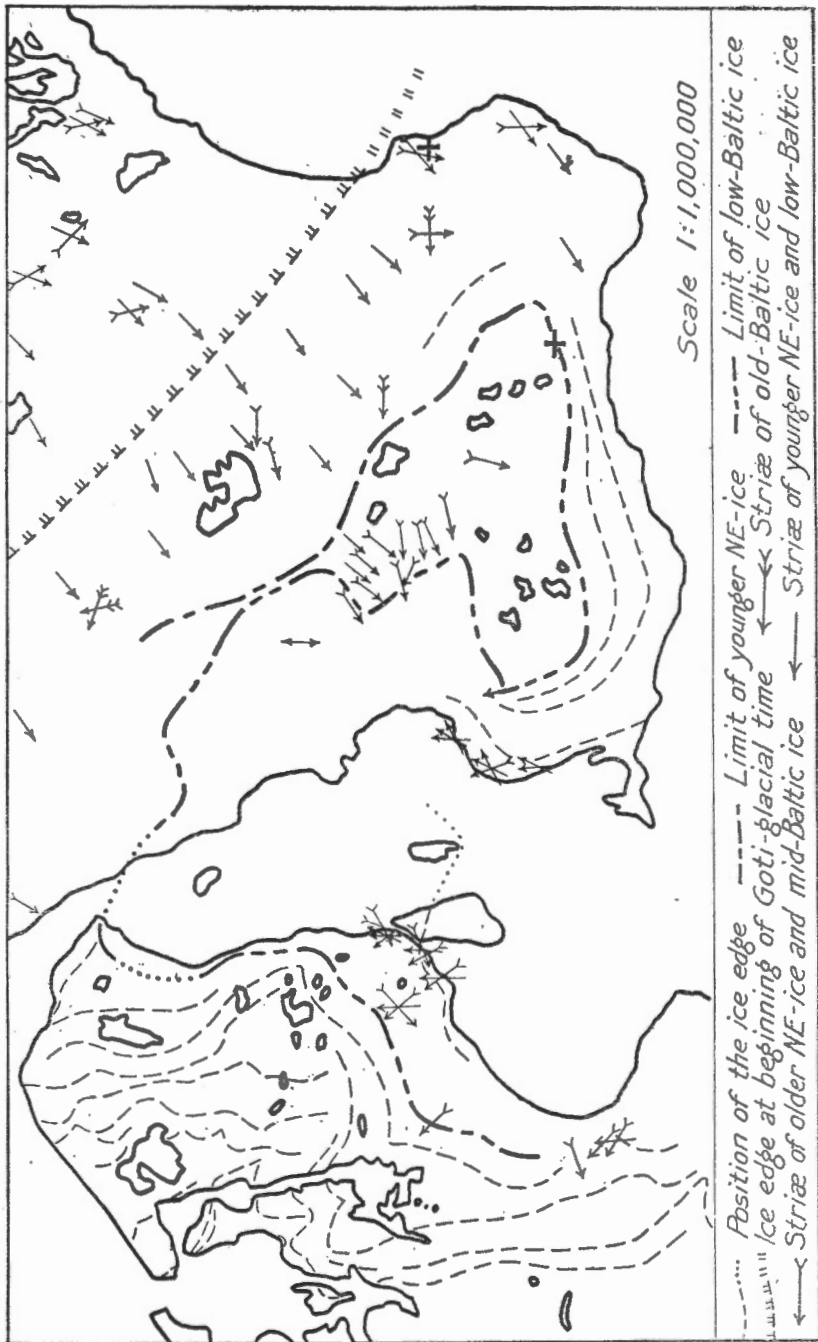 Scale 1:1,000,000
Position of the ice edge Limit of younger NE-ice Limit of low-Baltic ice
Ice edge at beginning of Goti-glacial time Striæ of old-Baltic ice
Striæ of older NE-ice and mid-Baltic ice Striæ of younger NE-ice and low-Baltic ice